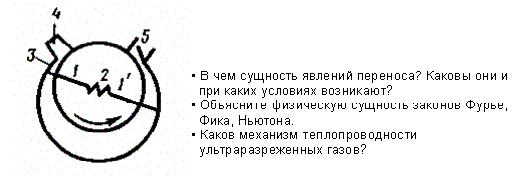 4
5
3
1 2 1'
• В чем сущность явлений переноса? Каковы они и
при каких условиях возникают?
• Объясните физическую сущность законов Фурье,
Фика, Ньютона.
• Каков механизм теплопроводности
ультраразреженных газов?